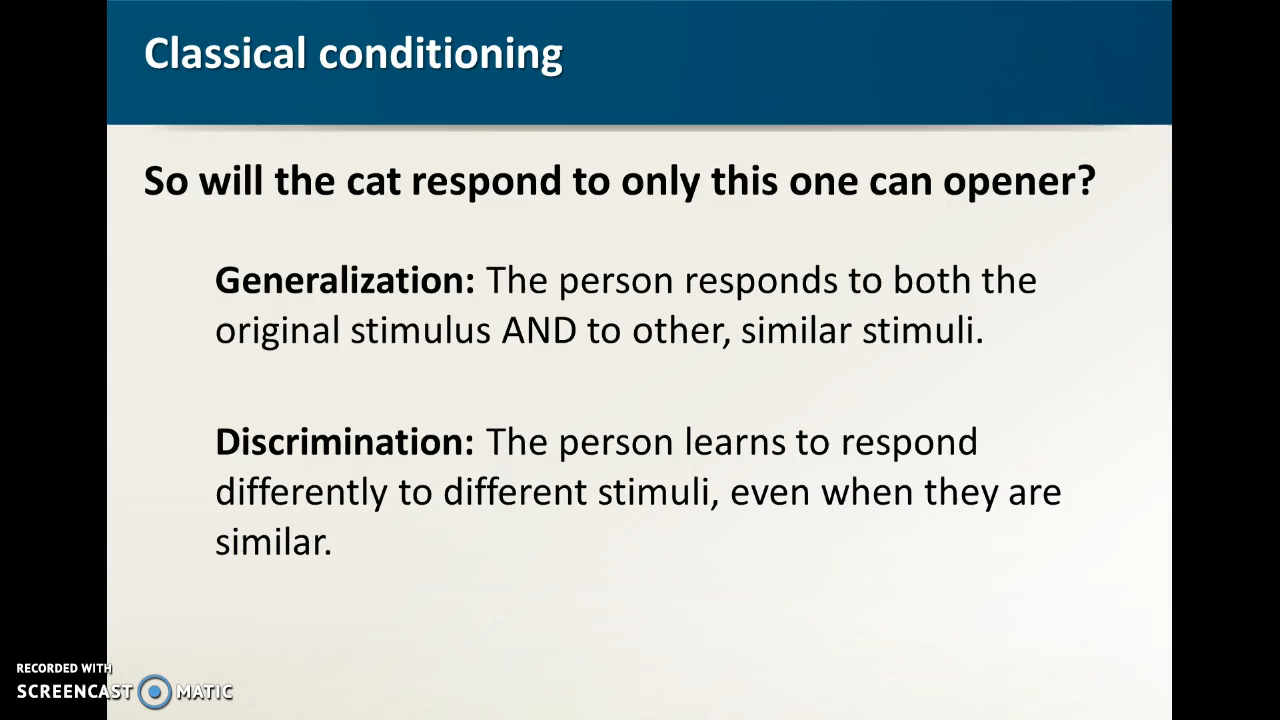 Classical conditioning
So will the cat respond to only this one can opener?
Generalization: The person responds to both the
original stimulus AND to other, similar stimuli.
Discrimination: The person learns to respond
differently to different stimuli, even when they are
similar.
RECORDED WITH
SCREENCAST MATIC